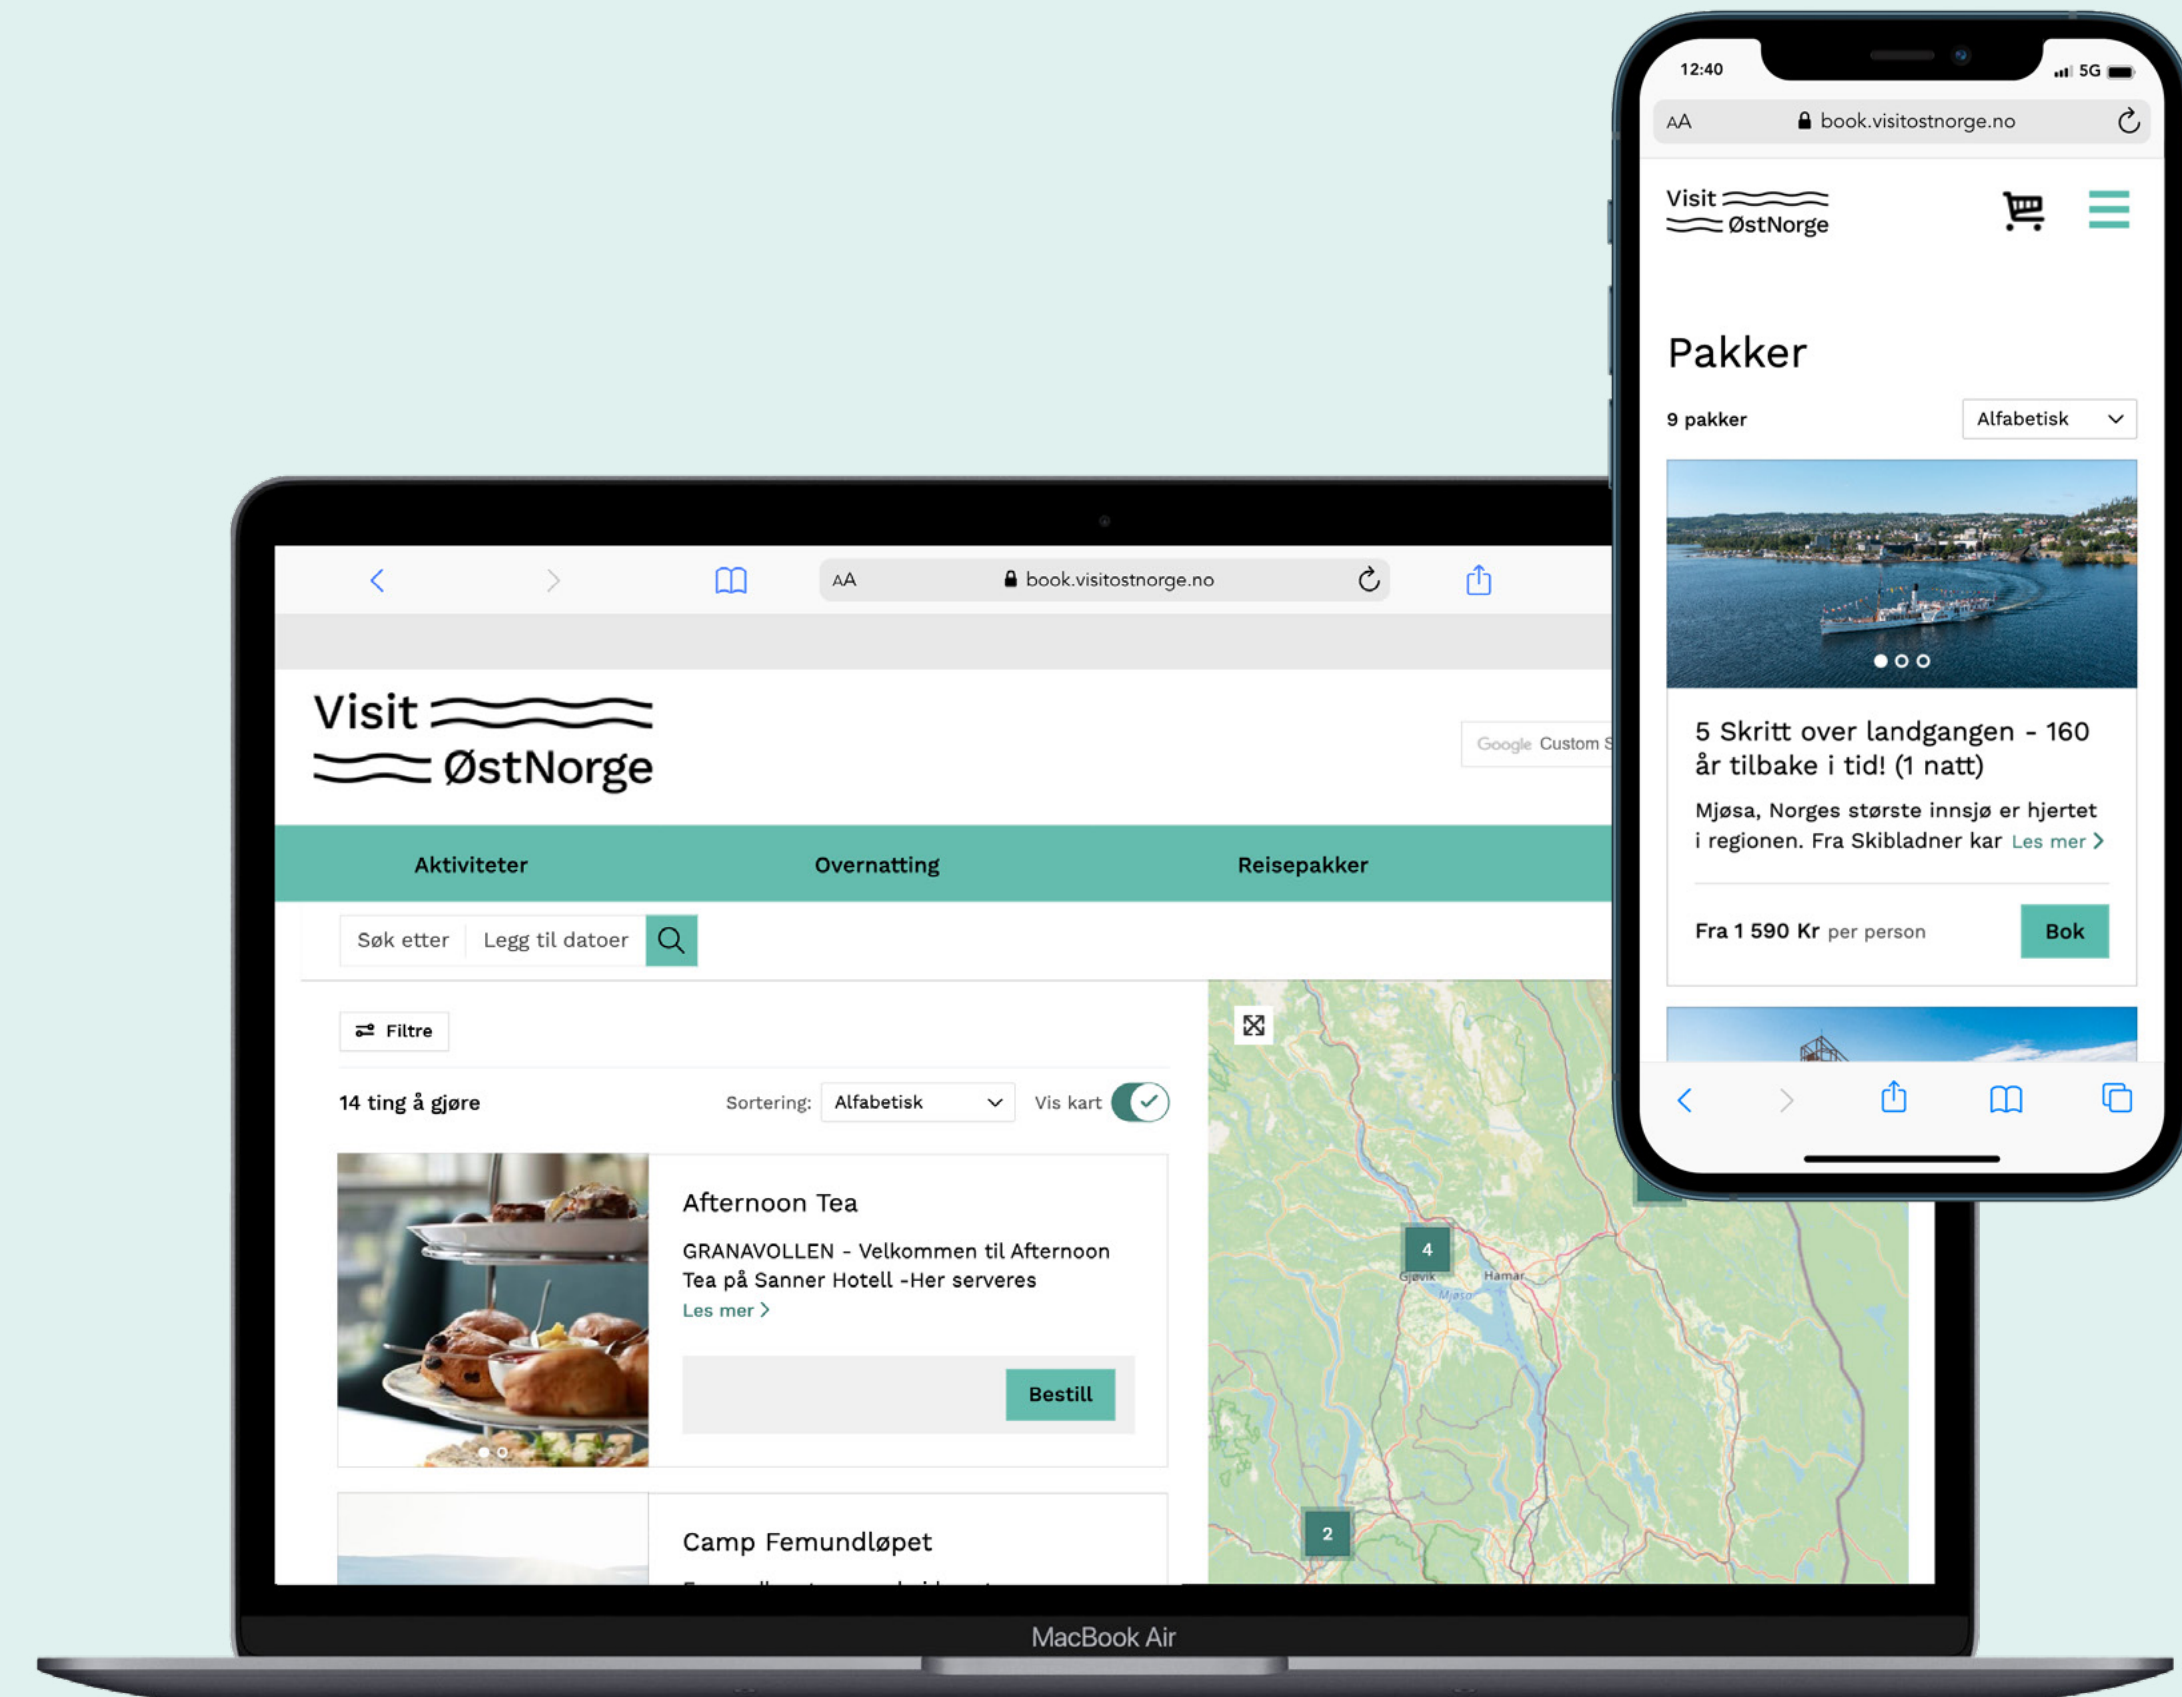 12:40
5G
AA book.visitostnorge.no
Visit
ØstNorge
Pakker
9 pakker
Alfabetisk
5 Skritt over landgangen - 160
år tilbake i tid! (1 natt)
Mjøsa, Norges største innsjø er hjertet
i regionen. Fra Skibladner kar Les mer
Fra 1 590 Kr per person
Bok
AA book.visitostnorge.no
Visit
ØstNorge
Google Custom S
Aktiviteter Overnatting Reisepakker
Søk etter Legg til datoer
Filtre
14 ting å gjøre Sortering: Alfabetisk Vis kart
Afternoon Tea
GRANAVOLLEN - Velkommen til Afternoon
Tea på Sanner Hotell -Her serveres
Les mer
Bestill
Camp Femundløpet
4
Gjøvik
Hamar
Mjøsa
2
MacBook Air